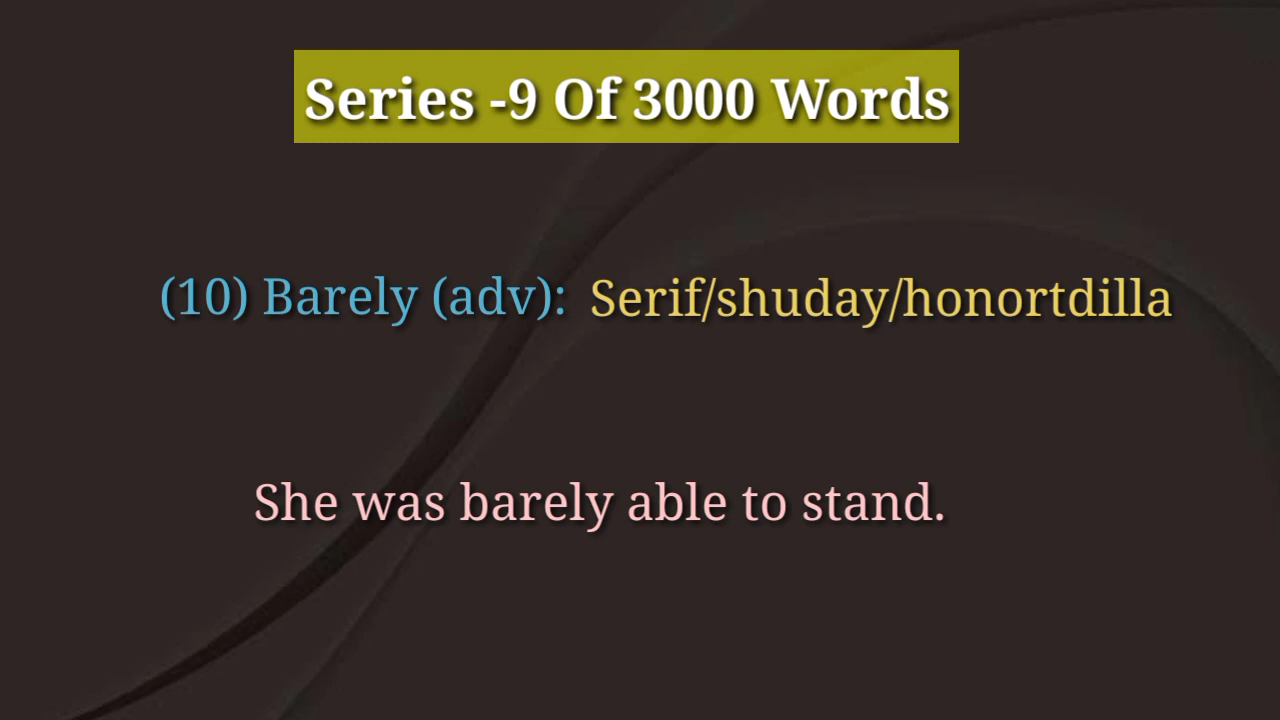 Series -9 Of 3000 Words
(10) Barely (adv): Serif/shuday/honortdilla
She was barely able to stand.